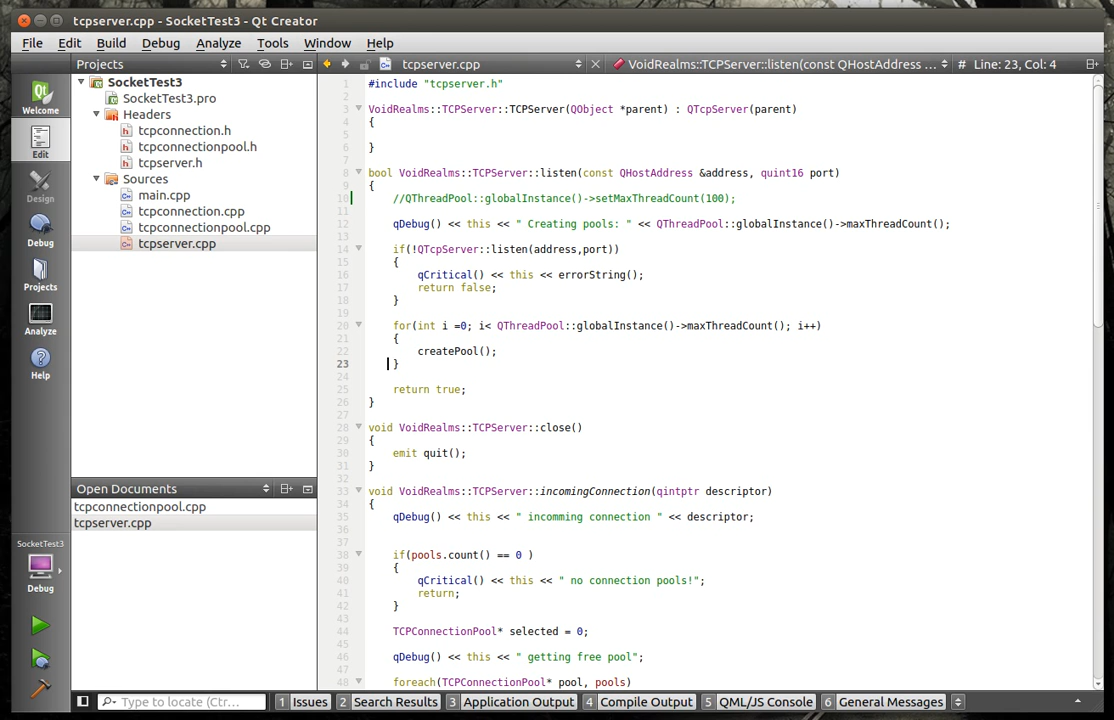 tcpserver.cpp - SocketTest3 - Qt Creator
File Edit Build Debug Analyze Tools Window Help
Projects
tcpserver.cpp
VoidRealms::TCPServer::listen(const QHostAddress ...
# Line: 23, Col: 4
Welcome
Edit
Design
Debug
Projects
Analyze
Help
SocketTest3
SocketTest3.pro
Headers
tcpconnection.h
tcpconnectionpool.h
tcpserver.h
Sources
main.cpp
tcpconnection.cpp
tcpconnectionpool.cpp
tcpserver.cpp
Open Documents
tcpconnectionpool.cpp
tcpserver.cpp
SocketTest3
Debug
1 #include "tcpserver.h"
2
3 VoidRealms::TCPServer::TCPServer(QObject *parent) : QTcpServer(parent)
4 {
5
6 }
7
8 bool VoidRealms::TCPServer::listen(const QHostAddress &address, quint16 port)
9 {
10 //QThreadPool::globalInstance()->setMaxThreadCount(100);
11
12 qDebug() << this << " Creating pools: " << QThreadPool::globalInstance()->maxThreadCount();
13
14 if(!QTcpServer::listen(address,port))
15 {
16 qCritical() << this << errorString();
17 return false;
18 }
19
20 for(int i =0; i< QThreadPool::globalInstance()->maxThreadCount(); i++)
21 {
22 createPool();
23 }
24
25 return true;
26 }
27
28 void VoidRealms::TCPServer::close()
29 {
30 emit quit();
31 }
32
33 void VoidRealms::TCPServer::incomingConnection(qintptr descriptor)
34 {
35 qDebug() << this << " incomming connection " << descriptor;
36
37
38 if(pools.count() == 0 )
39 {
40 qCritical() << this << " no connection pools!";
41 return;
42 }
43
44 TCPConnectionPool* selected = 0;
45
46 qDebug() << this << " getting free pool";
47
48 foreach(TCPConnectionPool* pool, pools)
Type to locate (Ctr...
1 Issues 2 Search Results 3 Application Output 4 Compile Output 5 QML/JS Console 6 General Messages